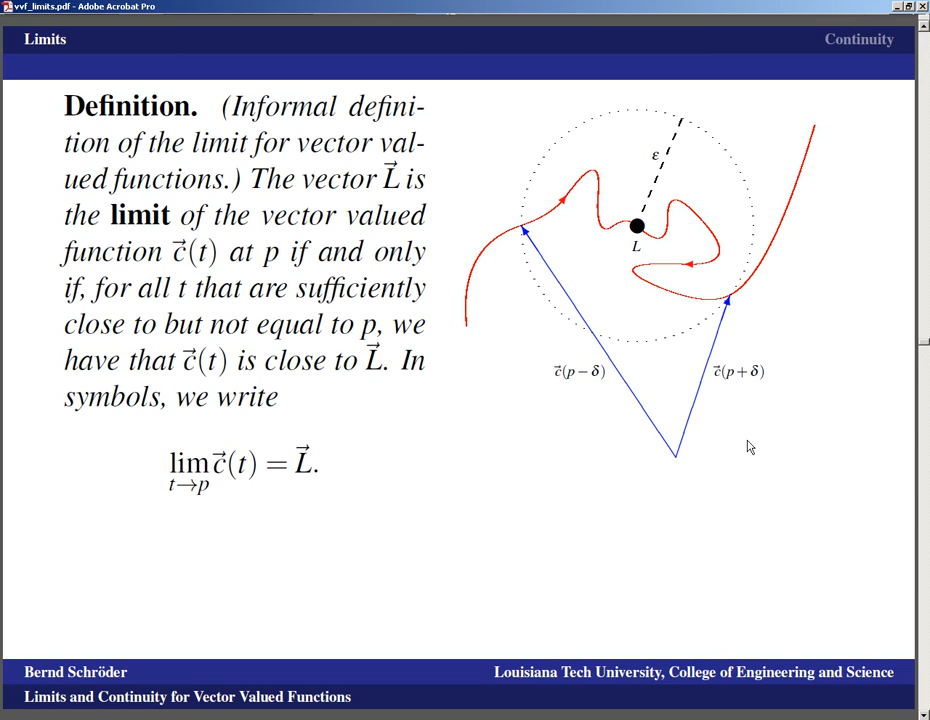 vvf_limits.pdf - Adobe Acrobat Pro
Limits
Continuity
Definition. (Informal defini-
tion of the limit for vector val-
ued functions.) The vector L⃗ is
the limit of the vector valued
function c⃗(t) at p if and only
if, for all t that are sufficiently
close to but not equal to p, we
have that c⃗(t) is close to L⃗. In
symbols, we write
lim c⃗(t) = L⃗.
t→p
ε
L
c⃗(p−δ)
c⃗(p+δ)
Bernd Schröder
Louisiana Tech University, College of Engineering and Science
Limits and Continuity for Vector Valued Functions